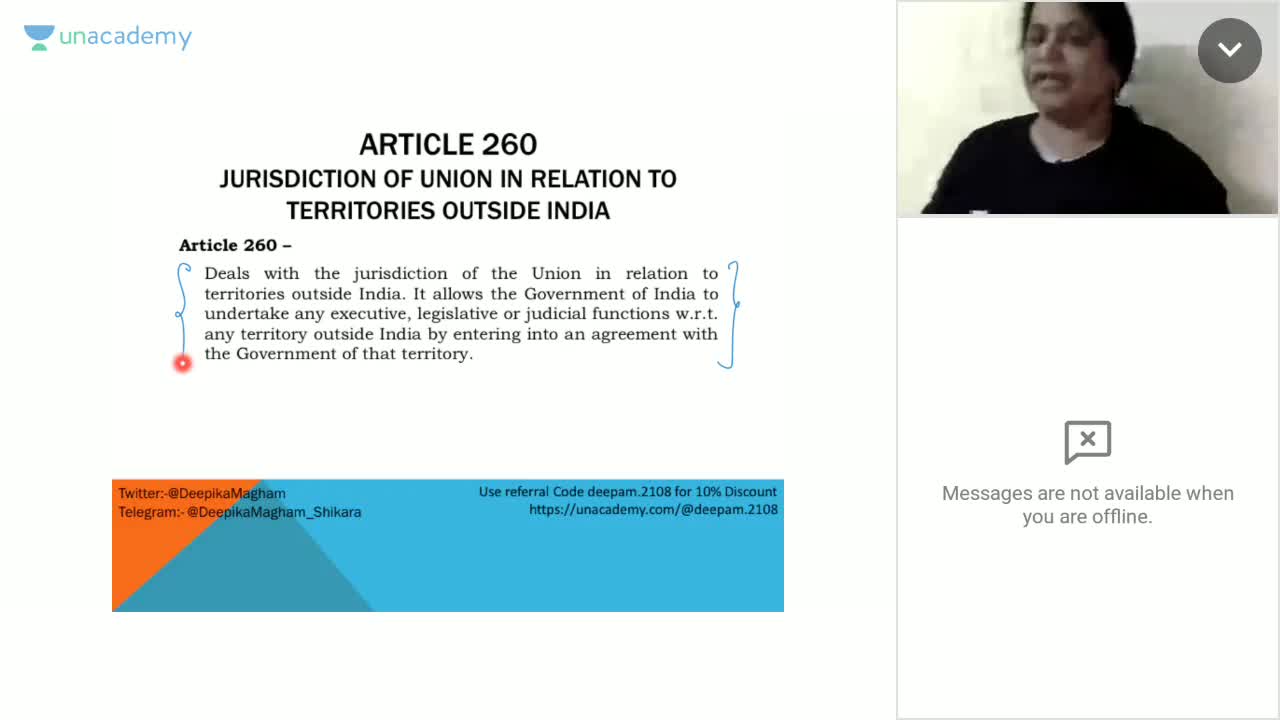 unacademy
ARTICLE 260
JURISDICTION OF UNION IN RELATION TO
TERRITORIES OUTSIDE INDIA
Article 260 –
Deals with the jurisdiction of the Union in relation to
territories outside India. It allows the Government of India to
undertake any executive, legislative or judicial functions w.r.t.
any territory outside India by entering into an agreement with
the Government of that territory.
Twitter:-@DeepikaMagham
Telegram:- @DeepikaMagham_Shikara
Use referral Code deepam.2108 for 10% Discount
https://unacademy.com/@deepam.2108
Messages are not available when
you are offline.